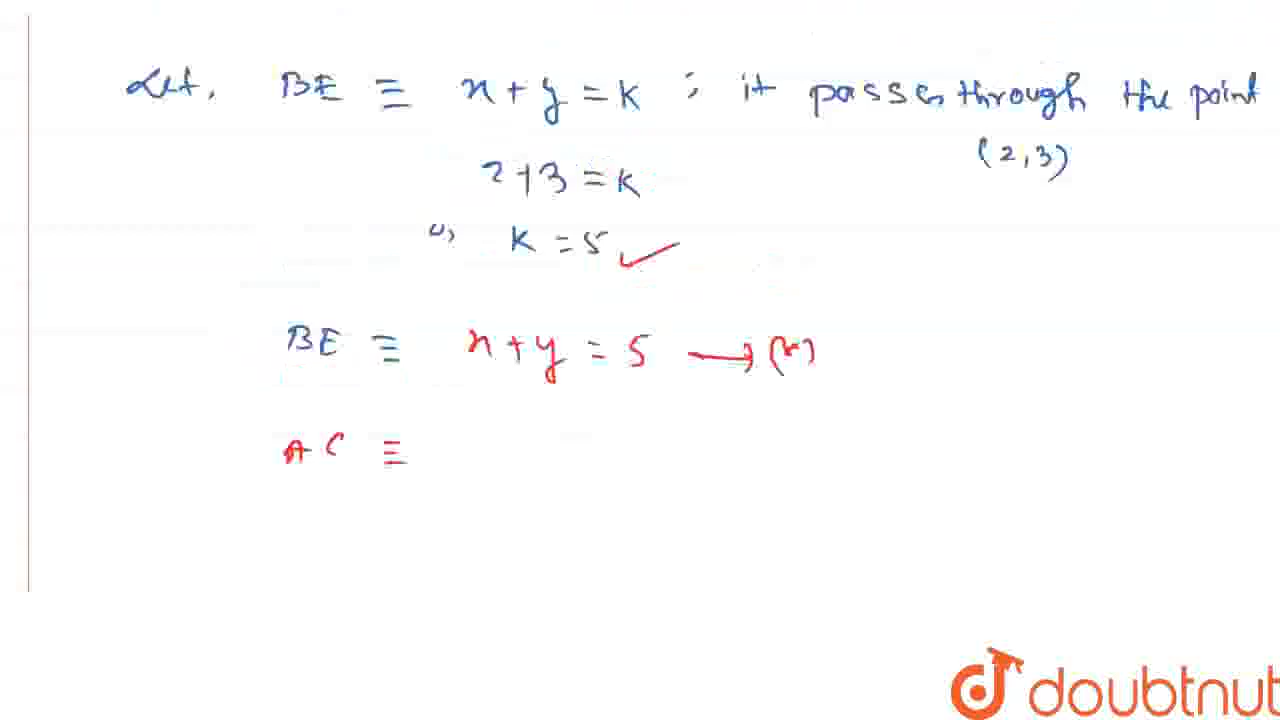 Let, BE ≡ x + y = K ; it passes through the point
(2,3)
2+3 = K
K = 5 ✓
BE ≡ x + y = 5 → (*)
AC ≡
doubtnut